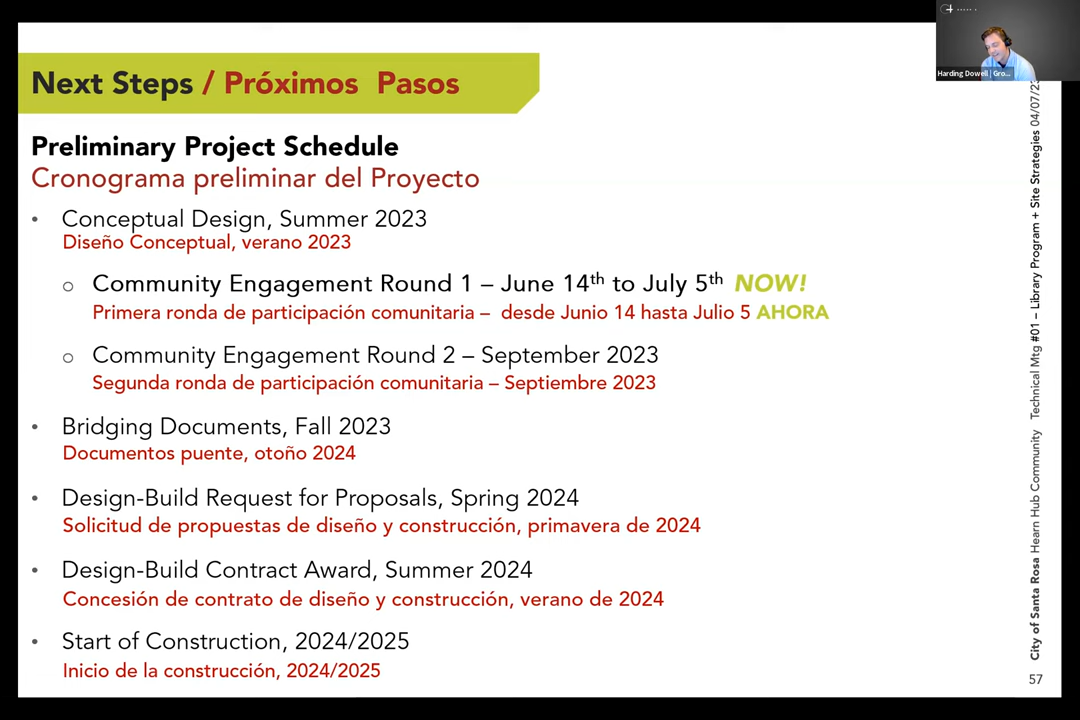 Next Steps / Próximos Pasos
Preliminary Project Schedule
Cronograma preliminar del Proyecto
• Conceptual Design, Summer 2023
Diseño Conceptual, verano 2023
o Community Engagement Round 1 – June 14th to July 5th NOW!
Primera ronda de participación comunitaria – desde Junio 14 hasta Julio 5 AHORA
o Community Engagement Round 2 – September 2023
Segunda ronda de participación comunitaria – Septiembre 2023
• Bridging Documents, Fall 2023
Documentos puente, otoño 2024
• Design-Build Request for Proposals, Spring 2024
Solicitud de propuestas de diseño y construcción, primavera de 2024
• Design-Build Contract Award, Summer 2024
Concesión de contrato de diseño y construcción, verano de 2024
• Start of Construction, 2024/2025
Inicio de la construcción, 2024/2025
Harding Dowell | Gro...
City of Santa Rosa Hearn Hub Community Technical Mtg #01 – Library Program + Site Strategies 04/07/23
57